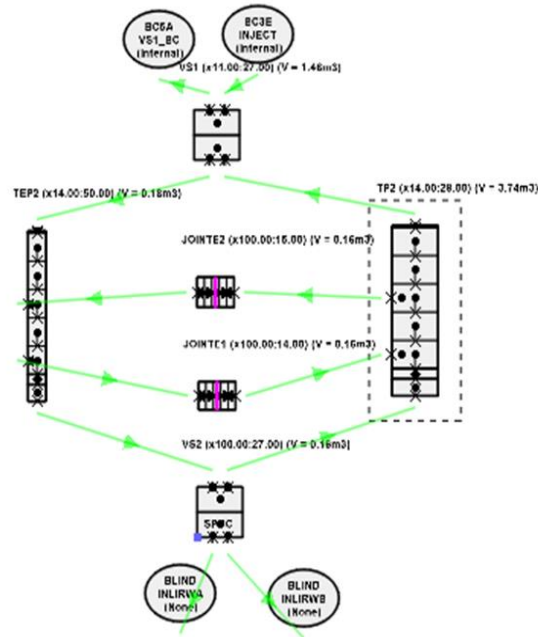 BC5A
VS1_BC
(Internal)
BC3E
INJECT
(Internal)
VS1 (x11.00:27.00) (V = 1.46m3)
TEP2 (x14.00:50.00) (V = 0.18m3)
TP2 (x14.00:28.00) (V = 3.74m3)
JOINTE2 (x100.00:15.00) (V = 0.16m3)
JOINTE1 (x100.00:14.00) (V = 0.16m3)
VS2 (x100.00:27.00) (V = 0.16m3)
BLIND
INLIRWA
(None)
BLIND
INLIRWB
(None)